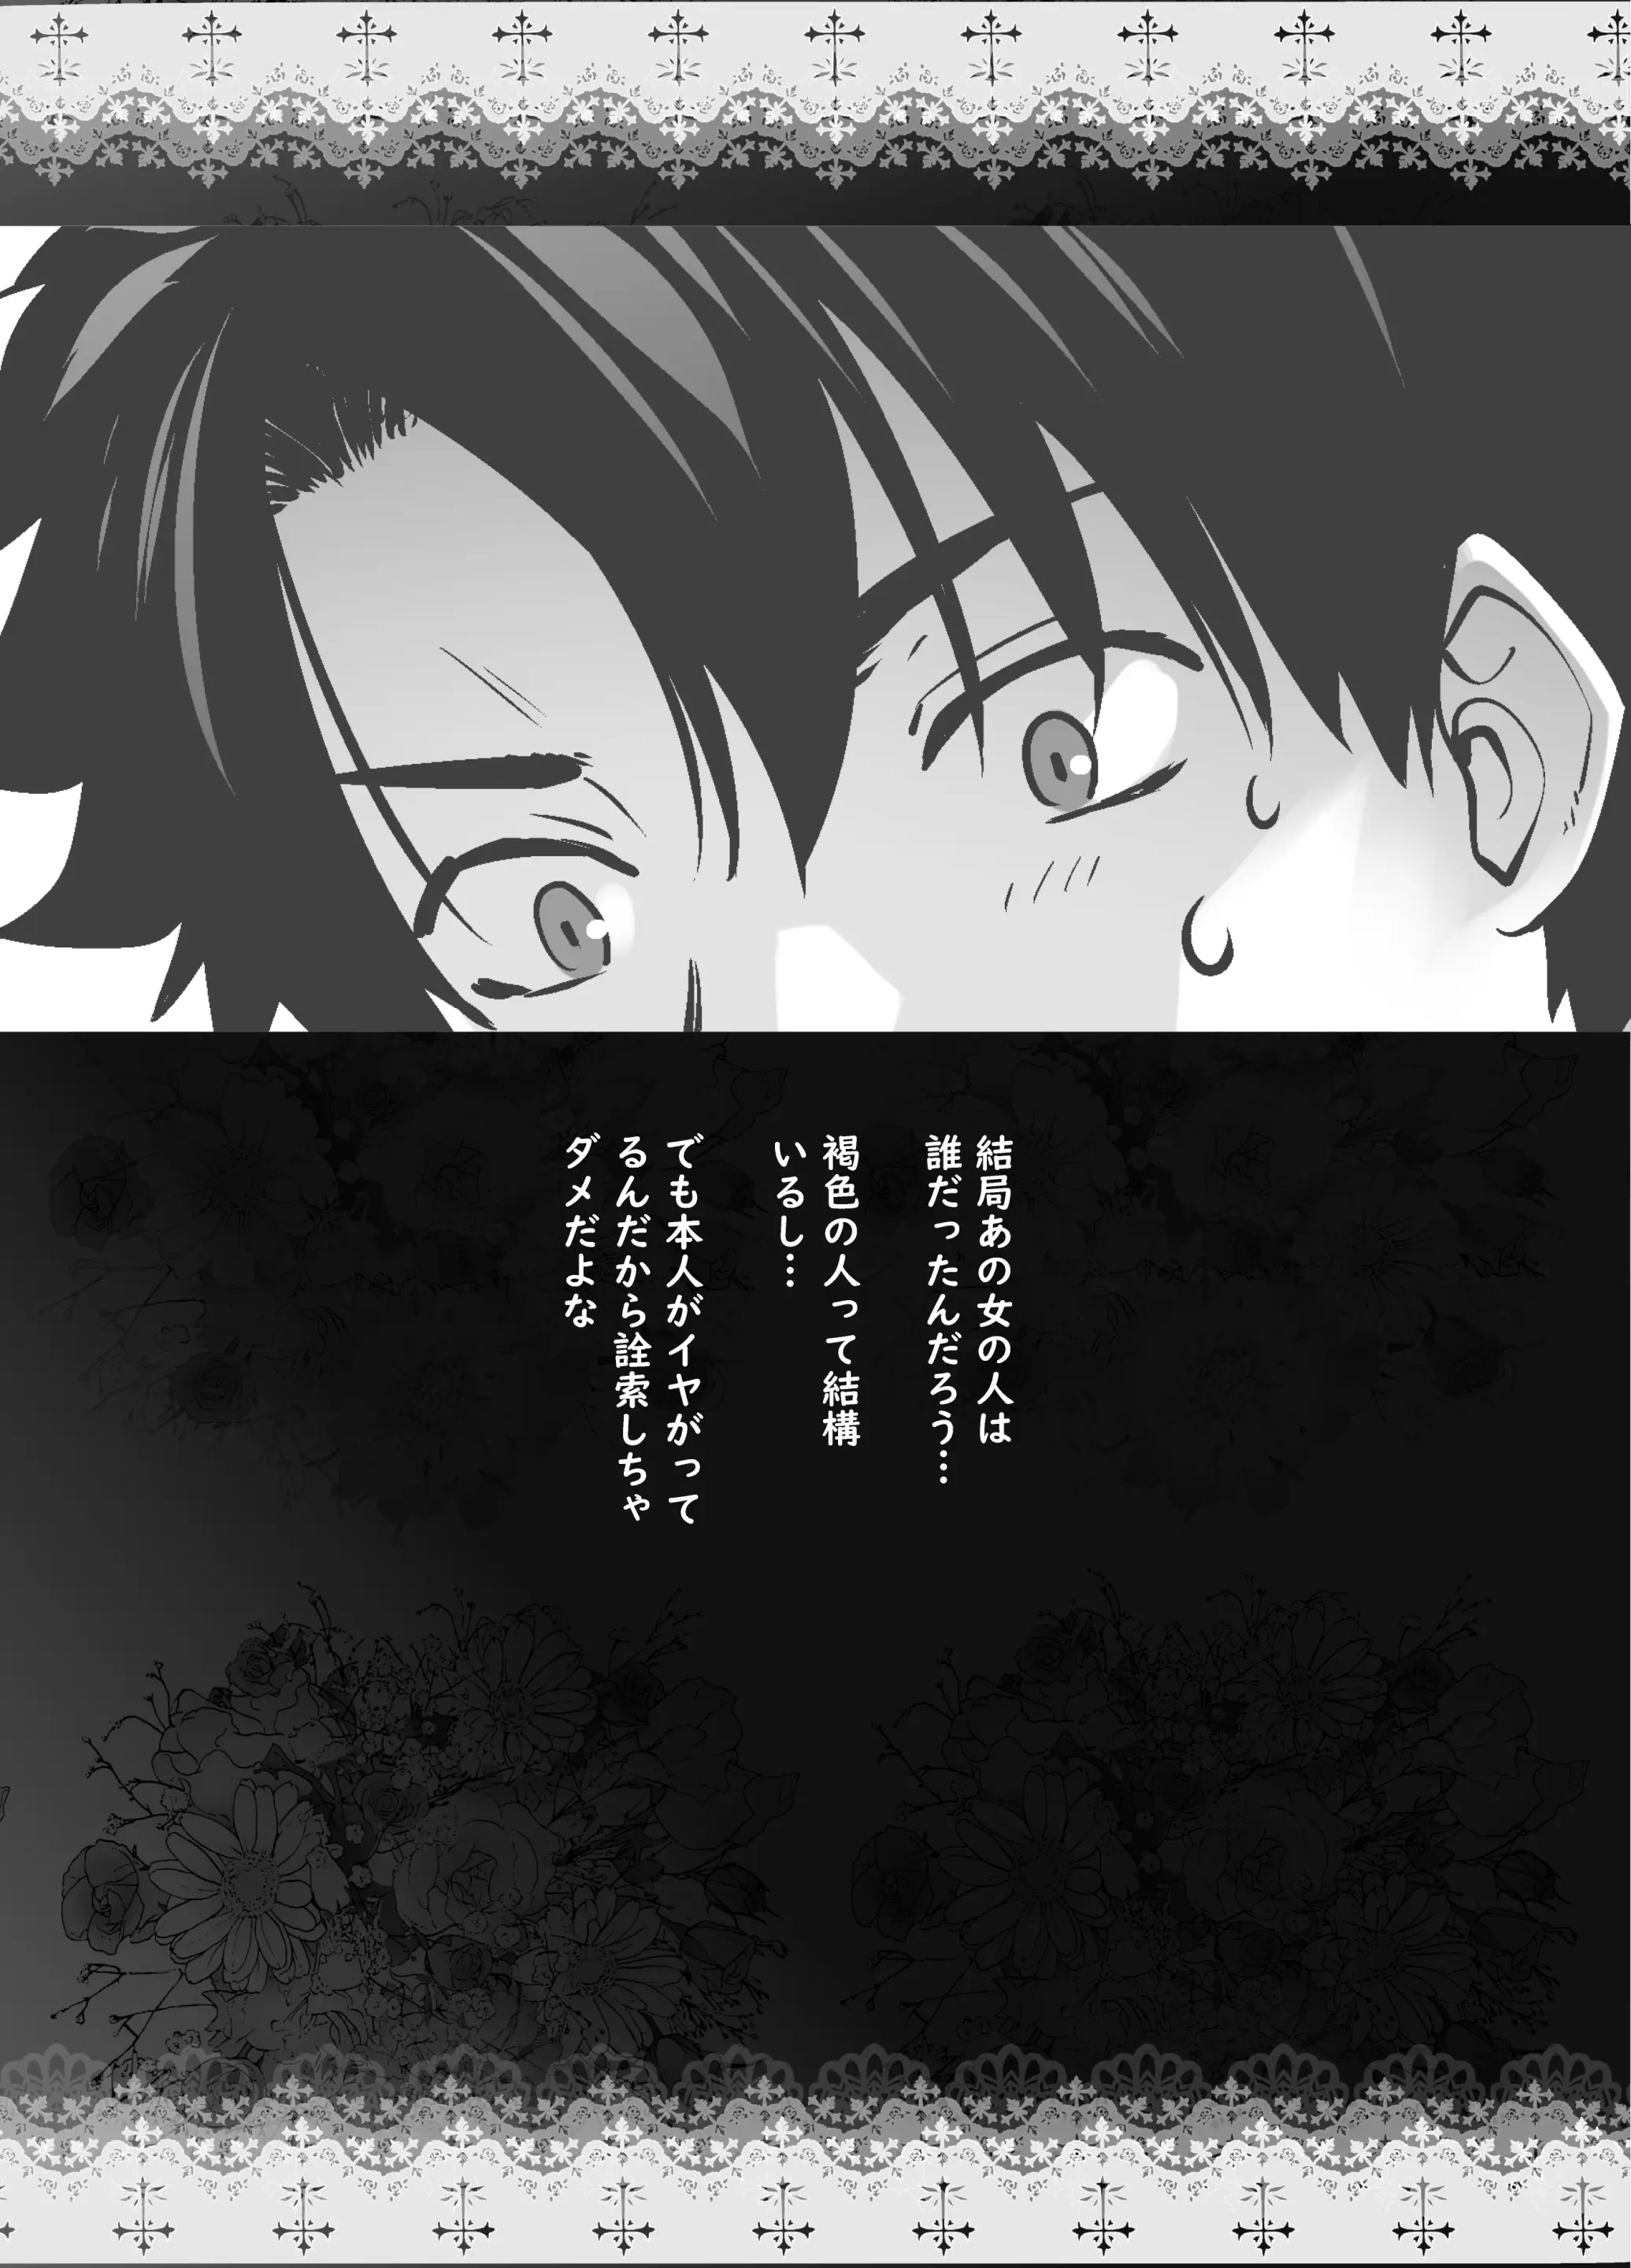 結局あの女の人は
誰だったんだろう…
褐色の人って結構
いるし…
でも本人がイヤがって
るんだから詮索しちゃ
ダメだよな